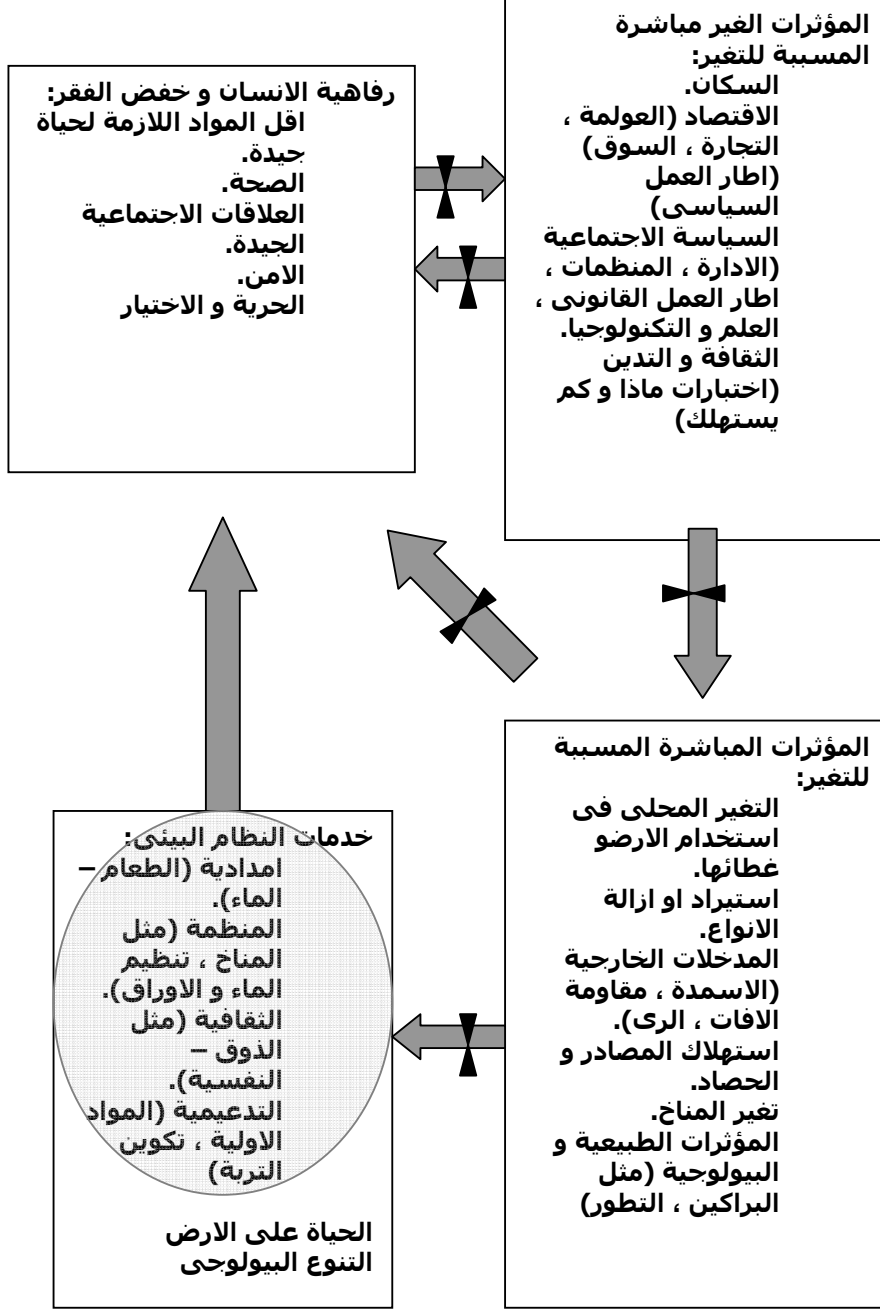 المؤثرات الغير مباشرة
المسببة للتغير:
السكان.
الاقتصاد (العولمة ،
التجارة ، السوق)
(اطار العمل
السياسى)
السياسة الاجتماعية
(الادارة ، المنظمات ،
اطار العمل القانونى ،
العلم و التكنولوجيا.
الثقافة و التدين
(اختبارات ماذا و كم
يستهلك)
رفاهية الانسان و خفض الفقر:
اقل المواد اللازمة لحياة
جيدة.
الصحة.
العلاقات الاجتماعية
الجيدة.
الامن.
الحرية و الاختيار
المؤثرات المباشرة المسببة
للتغير:
التغير المحلى فى
استخدام الارضو
غطائها.
استيراد او ازالة
الانواع.
المدخلات الخارجية
(الاسمدة ، مقاومة
الافات ، الرى).
استهلاك المصادر و
الحصاد.
تغير المناخ.
المؤثرات الطبيعية و
البيولوجية (مثل
البراكين ، التطور)
خدمات النظام البيئى:
امدادية (الطعام –
الماء).
المنظمة (مثل
المناخ ، تنظيم
الماء و الاوراق).
الثقافية (مثل
الذوق –
النفسية).
التدعيمية (المواد
الاولية ، تكوين
التربة)
الحياة على الارض
التنوع البيولوجى